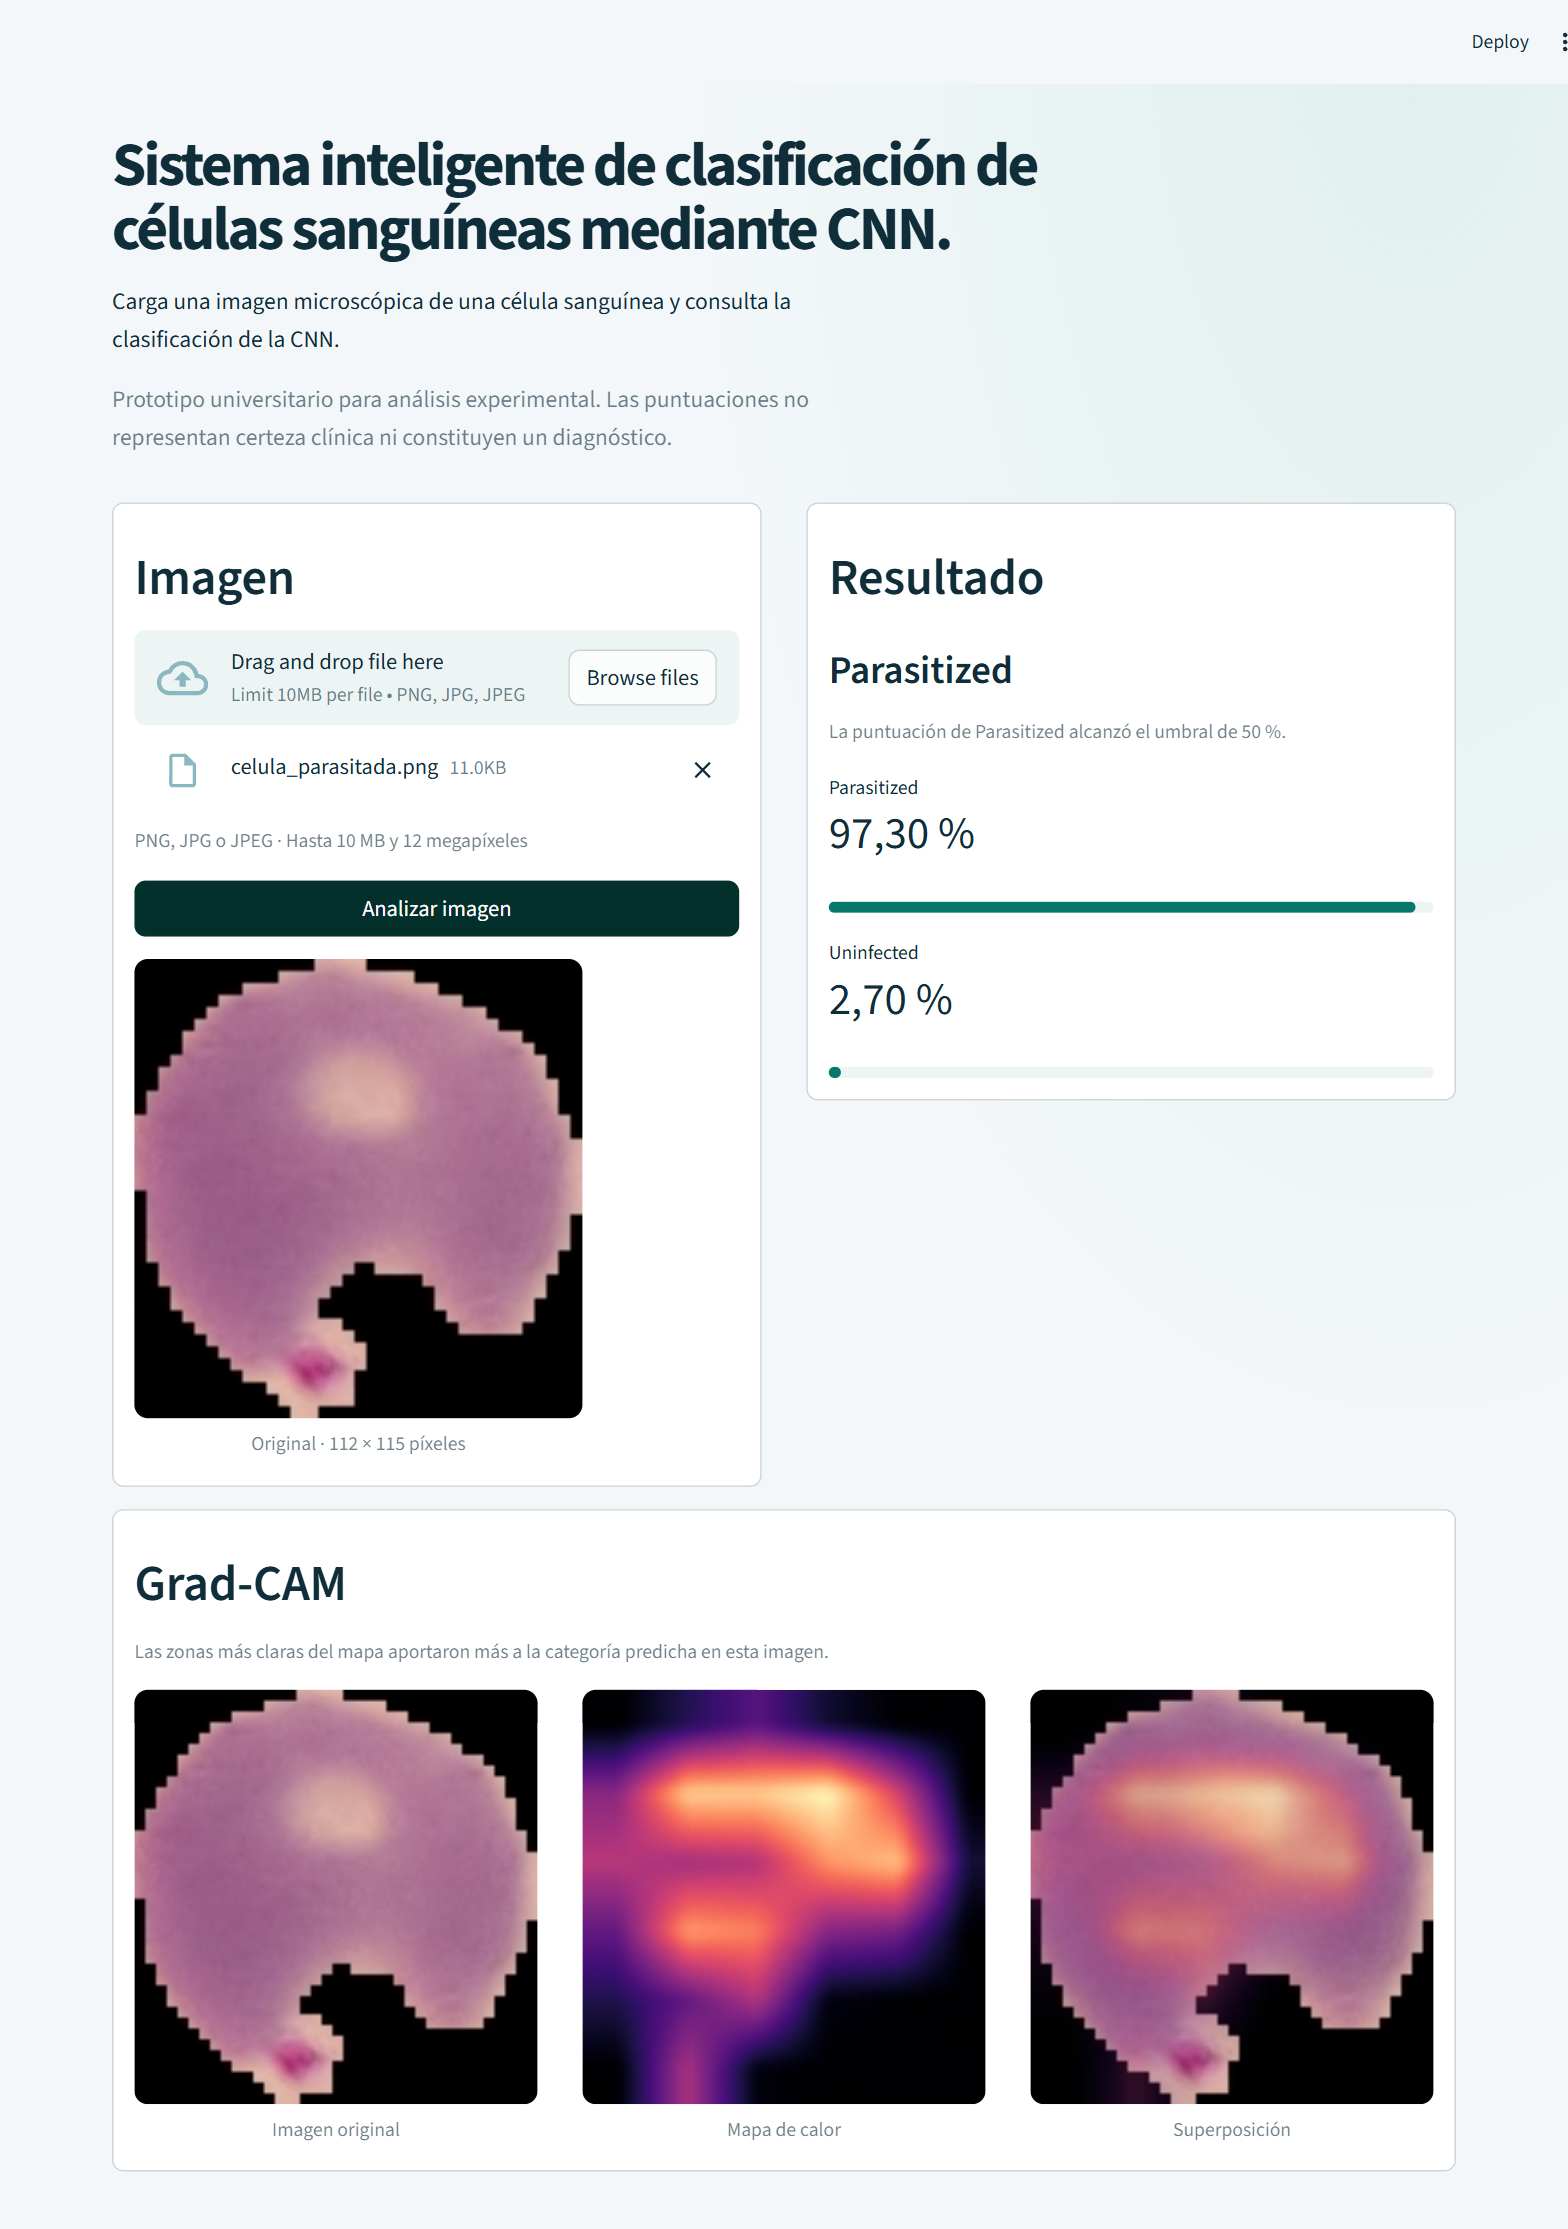 Deploy
Sistema inteligente de clasificación de
células sanguíneas mediante CNN.
Carga una imagen microscópica de una célula sanguínea y consulta la
clasificación de la CNN.
Prototipo universitario para análisis experimental. Las puntuaciones no
representan certeza clínica ni constituyen un diagnóstico.
Imagen
Drag and drop file here
Limit 10MB per file • PNG, JPG, JPEG
Browse files
celula_parasitada.png 11.0KB
PNG, JPG o JPEG · Hasta 10 MB y 12 megapíxeles
Analizar imagen
Original · 112 × 115 píxeles
Resultado
Parasitized
La puntuación de Parasitized alcanzó el umbral de 50 %.
Parasitized
97,30 %
Uninfected
2,70 %
Grad-CAM
Las zonas más claras del mapa aportaron más a la categoría predicha en esta imagen.
Imagen original
Mapa de calor
Superposición